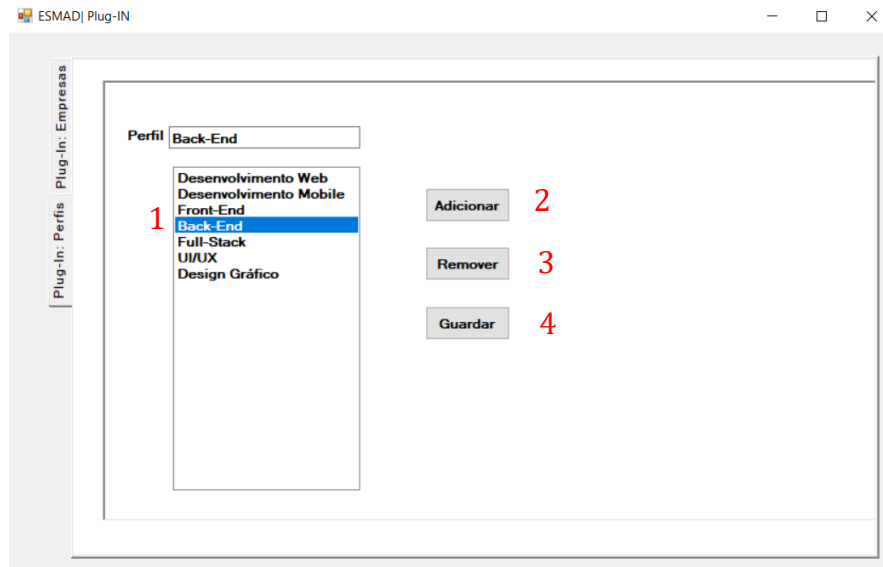 ESMAD| Plug-IN
Plug-In: Empresas
Plug-In: Perfis
Perfil Back-End
Desenvolvimento Web
Desenvolvimento Mobile
Front-End
Back-End
Full-Stack
UI/UX
Design Gráfico
1
Adicionar 2
Remover 3
Guardar 4